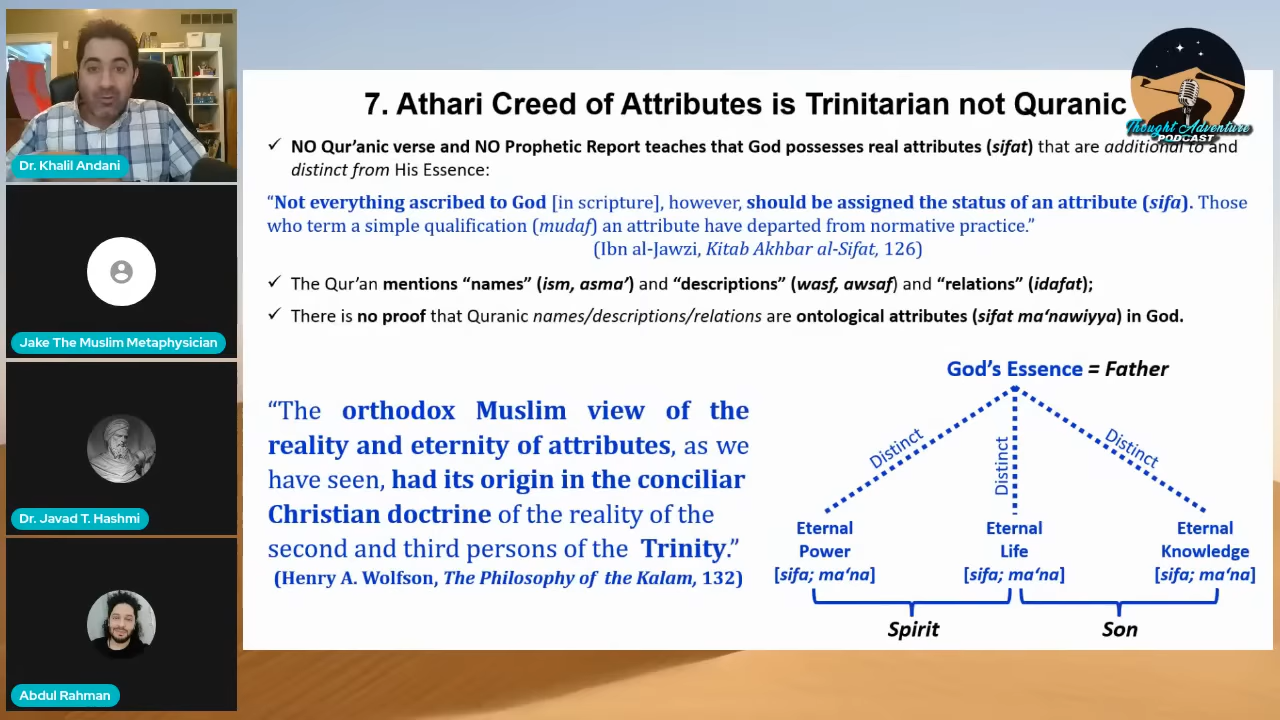 Dr. Khalil Andani
Jake The Muslim Metaphysician
Dr. Javad T. Hashmi
Abdul Rahman
Thought Adventure
PODCAST
7. Athari Creed of Attributes is Trinitarian not Quranic
✓ NO Qur’anic verse and NO Prophetic Report teaches that God possesses real attributes (sifat) that are additional to and
distinct from His Essence:
“Not everything ascribed to God [in scripture], however, should be assigned the status of an attribute (sifa). Those
who term a simple qualification (mudaf) an attribute have departed from normative practice.”
(Ibn al-Jawzi, Kitab Akhbar al-Sifat, 126)
✓ The Qur’an mentions “names” (ism, asma’) and “descriptions” (wasf, awsaf) and “relations” (idafat);
✓ There is no proof that Quranic names/descriptions/relations are ontological attributes (sifat ma‘nawiyya) in God.
“The orthodox Muslim view of the
reality and eternity of attributes, as we
have seen, had its origin in the conciliar
Christian doctrine of the reality of the
second and third persons of the Trinity.”
(Henry A. Wolfson, The Philosophy of the Kalam, 132)
God’s Essence = Father
Distinct
Distinct
Distinct
Eternal
Power
[sifa; ma‘na]
Eternal
Life
[sifa; ma‘na]
Eternal
Knowledge
[sifa; ma‘na]
Spirit
Son